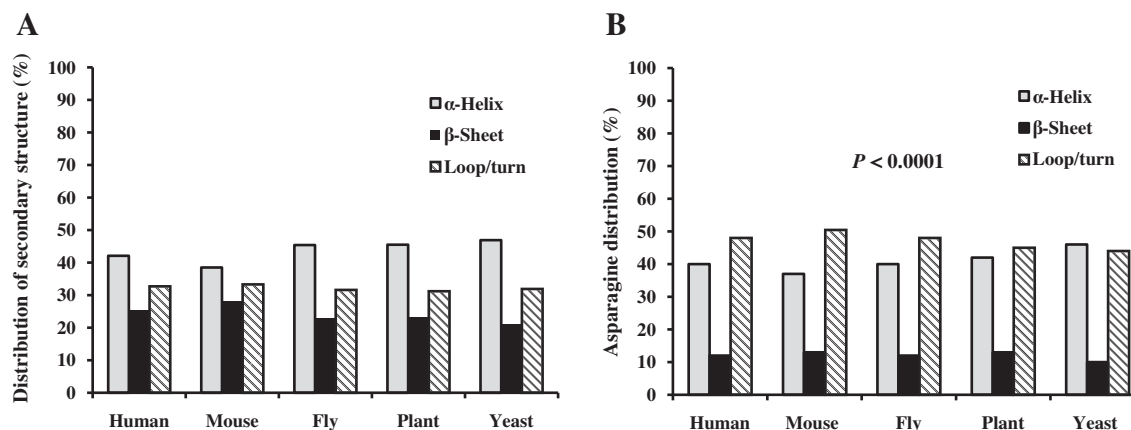 A
Distribution of secondary structure (%)
100
90
80
70
60
50
40
30
20
10
0
α-Helix
β-Sheet
Loop/turn
Human Mouse Fly Plant Yeast
B
Asparagine distribution (%)
100
90
80
70
60
50
40
30
20
10
0
α-Helix
β-Sheet
Loop/turn
P < 0.0001
Human Mouse Fly Plant Yeast